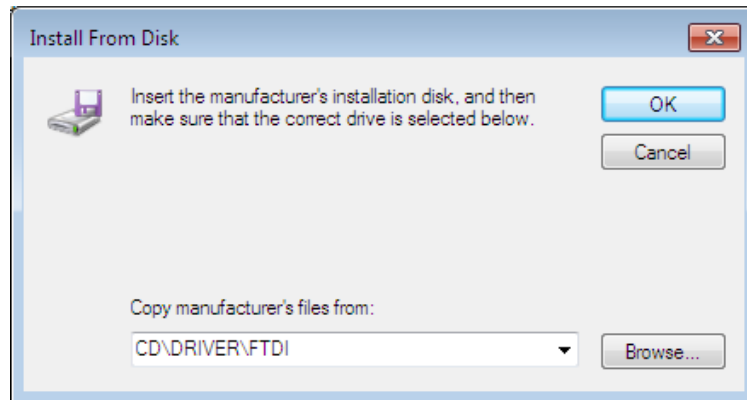 Install From Disk
Insert the manufacturer's installation disk, and then
make sure that the correct drive is selected below.
OK
Cancel
Copy manufacturer's files from:
CD\DRIVER\FTDI
Browse...